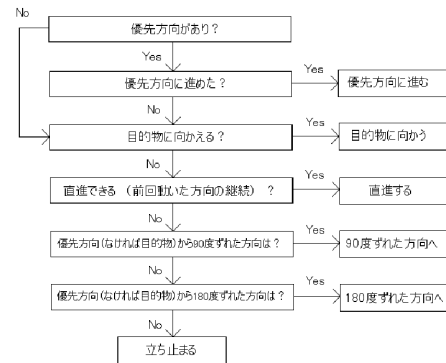 No
優先方向があり？
Yes
優先方向に進めた？
Yes
優先方向に進む
No
目的物に向かえる？
Yes
目的物に向かう
No
直進できる （前回動いた方向の継続） ？
Yes
直進する
No
優先方向(なければ目的物)から90度ずれた方向は？
Yes
90度ずれた方向へ
No
優先方向(なければ目的物)から180度ずれた方向は？
Yes
180度ずれた方向へ
No
立ち止まる